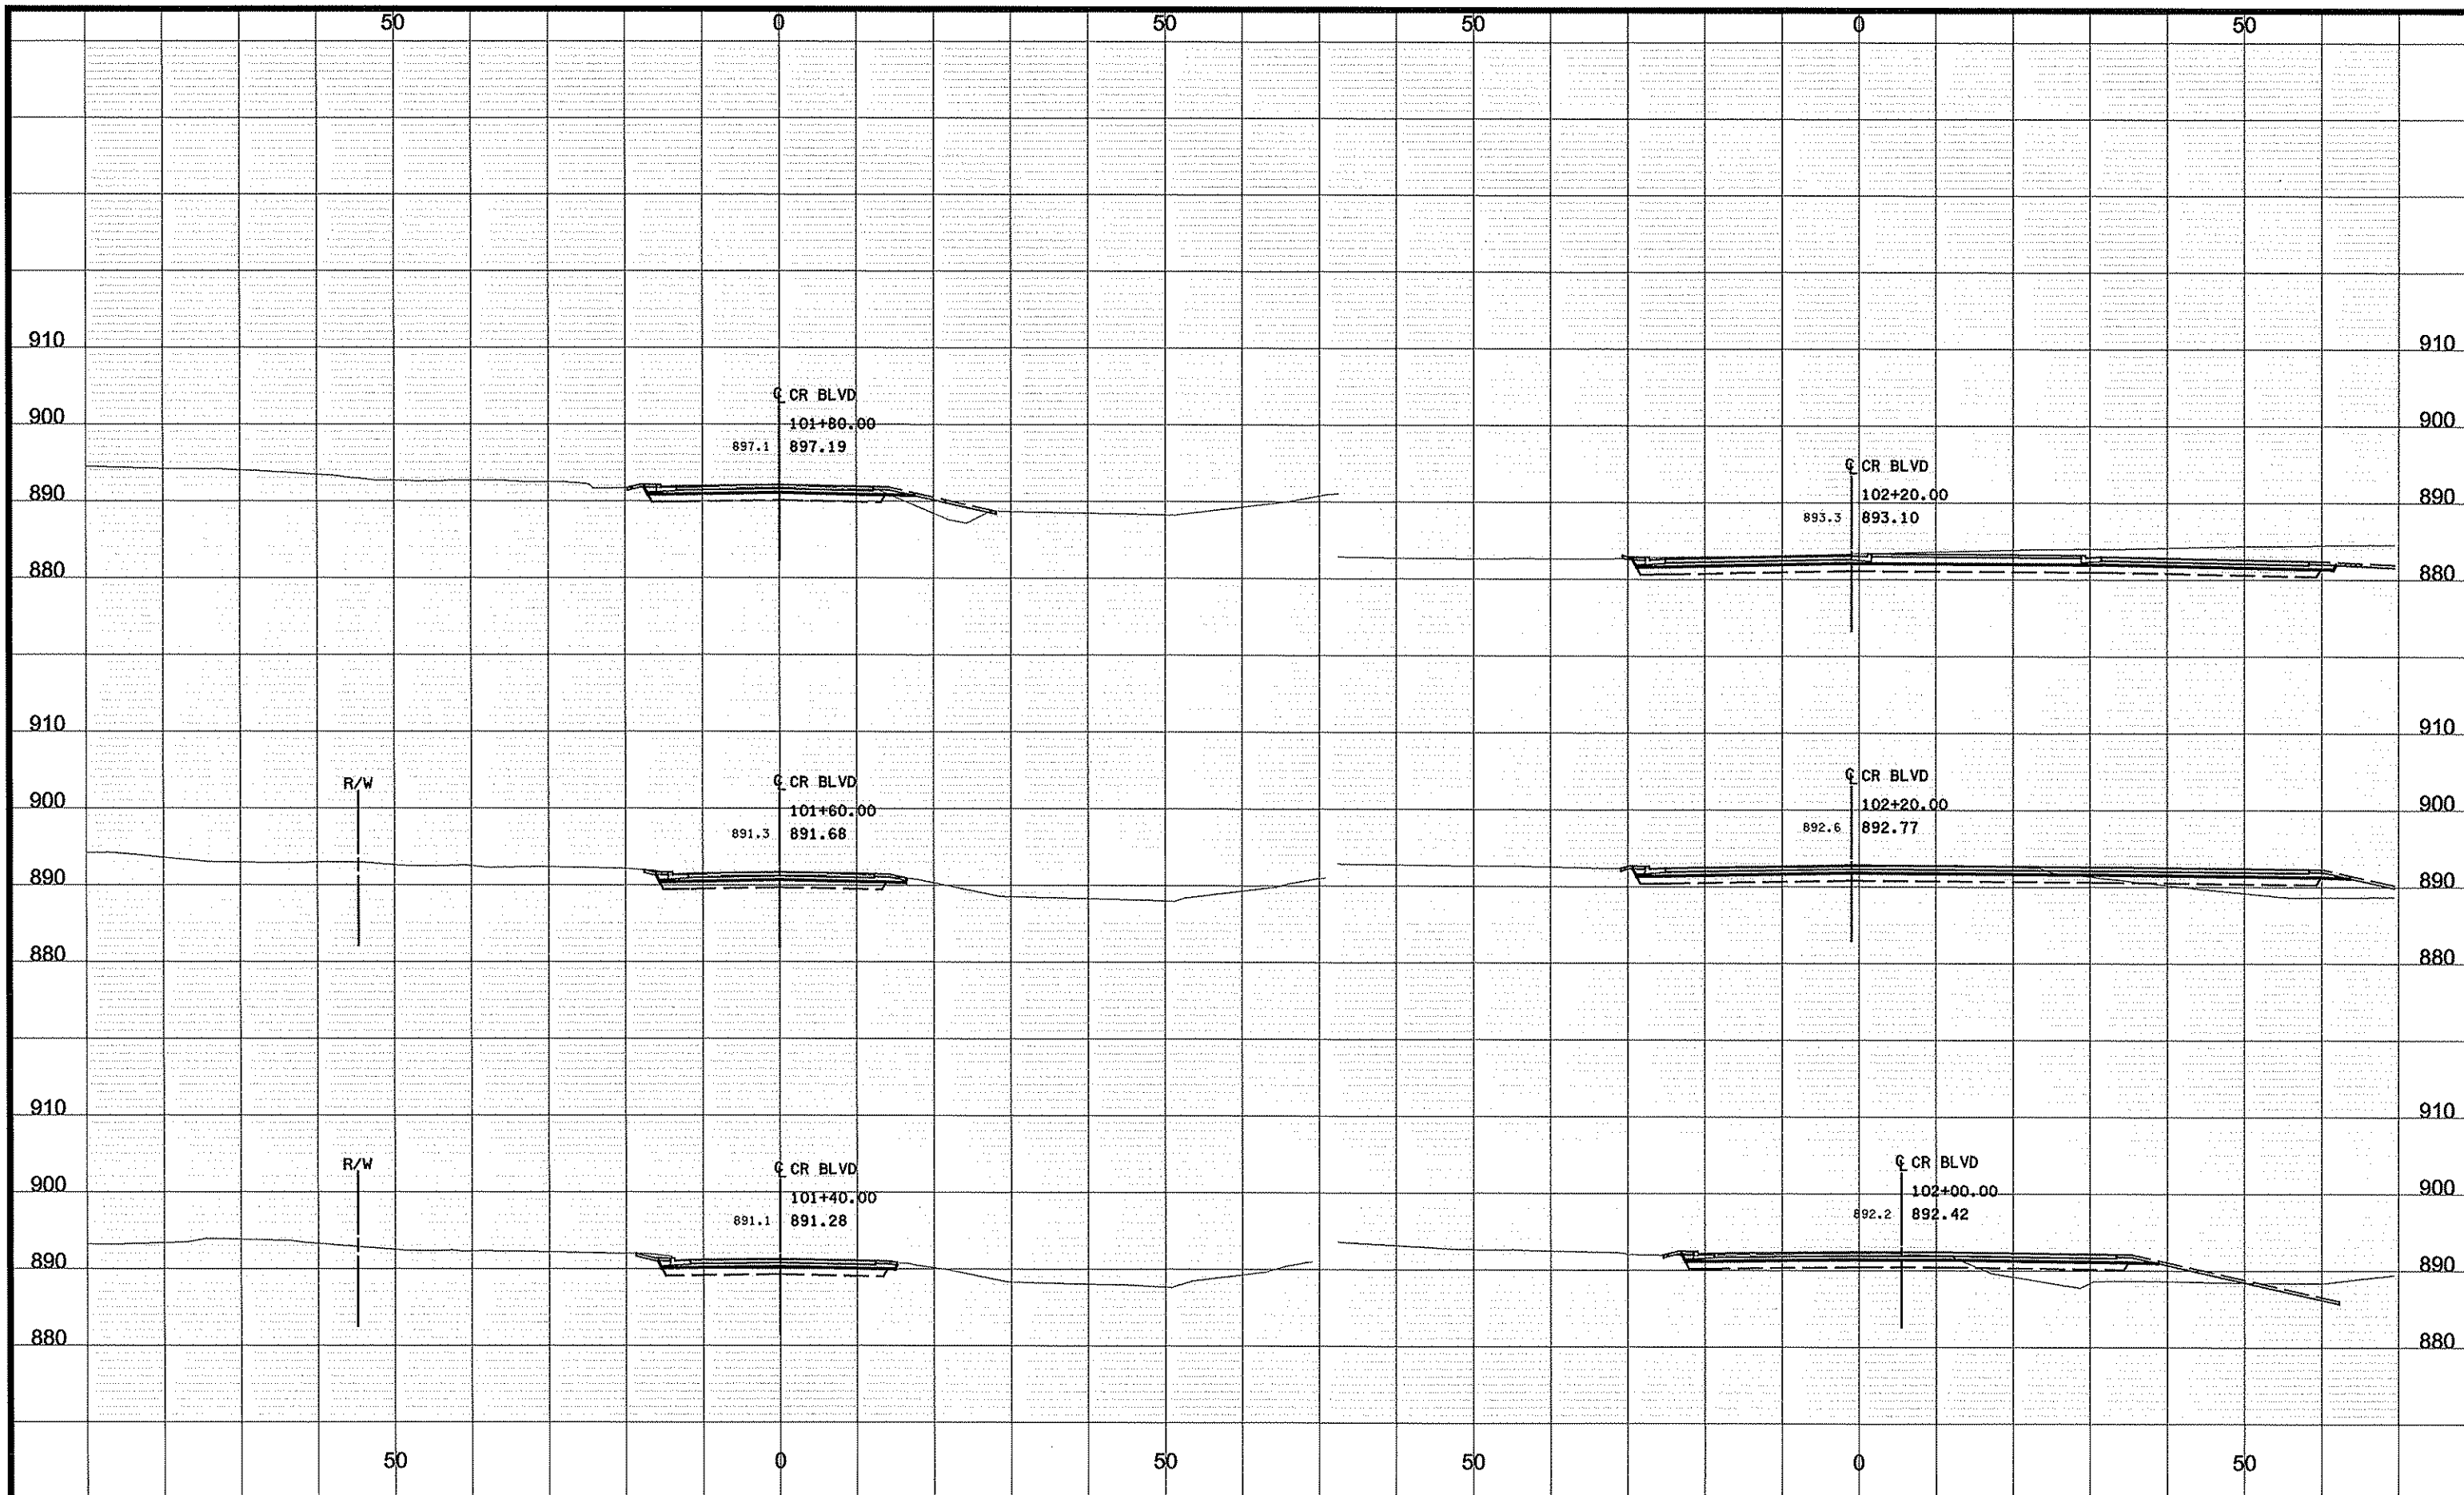 50 0 50 50 0 50
910 910
℄ CR BLVD
101+80.00
897.1 897.19
900 900
℄ CR BLVD
102+20.00
893.3 893.10
890 890
880 880
910 910
R/W
℄ CR BLVD
101+60.00
891.3 891.68
℄ CR BLVD
102+20.00
892.6 892.77
900 900
890 890
880 880
910 910
R/W
℄ CR BLVD
101+40.00
891.1 891.28
℄ CR BLVD
102+00.00
892.2 892.42
900 900
890 890
880 880
50 0 50 50 0 50